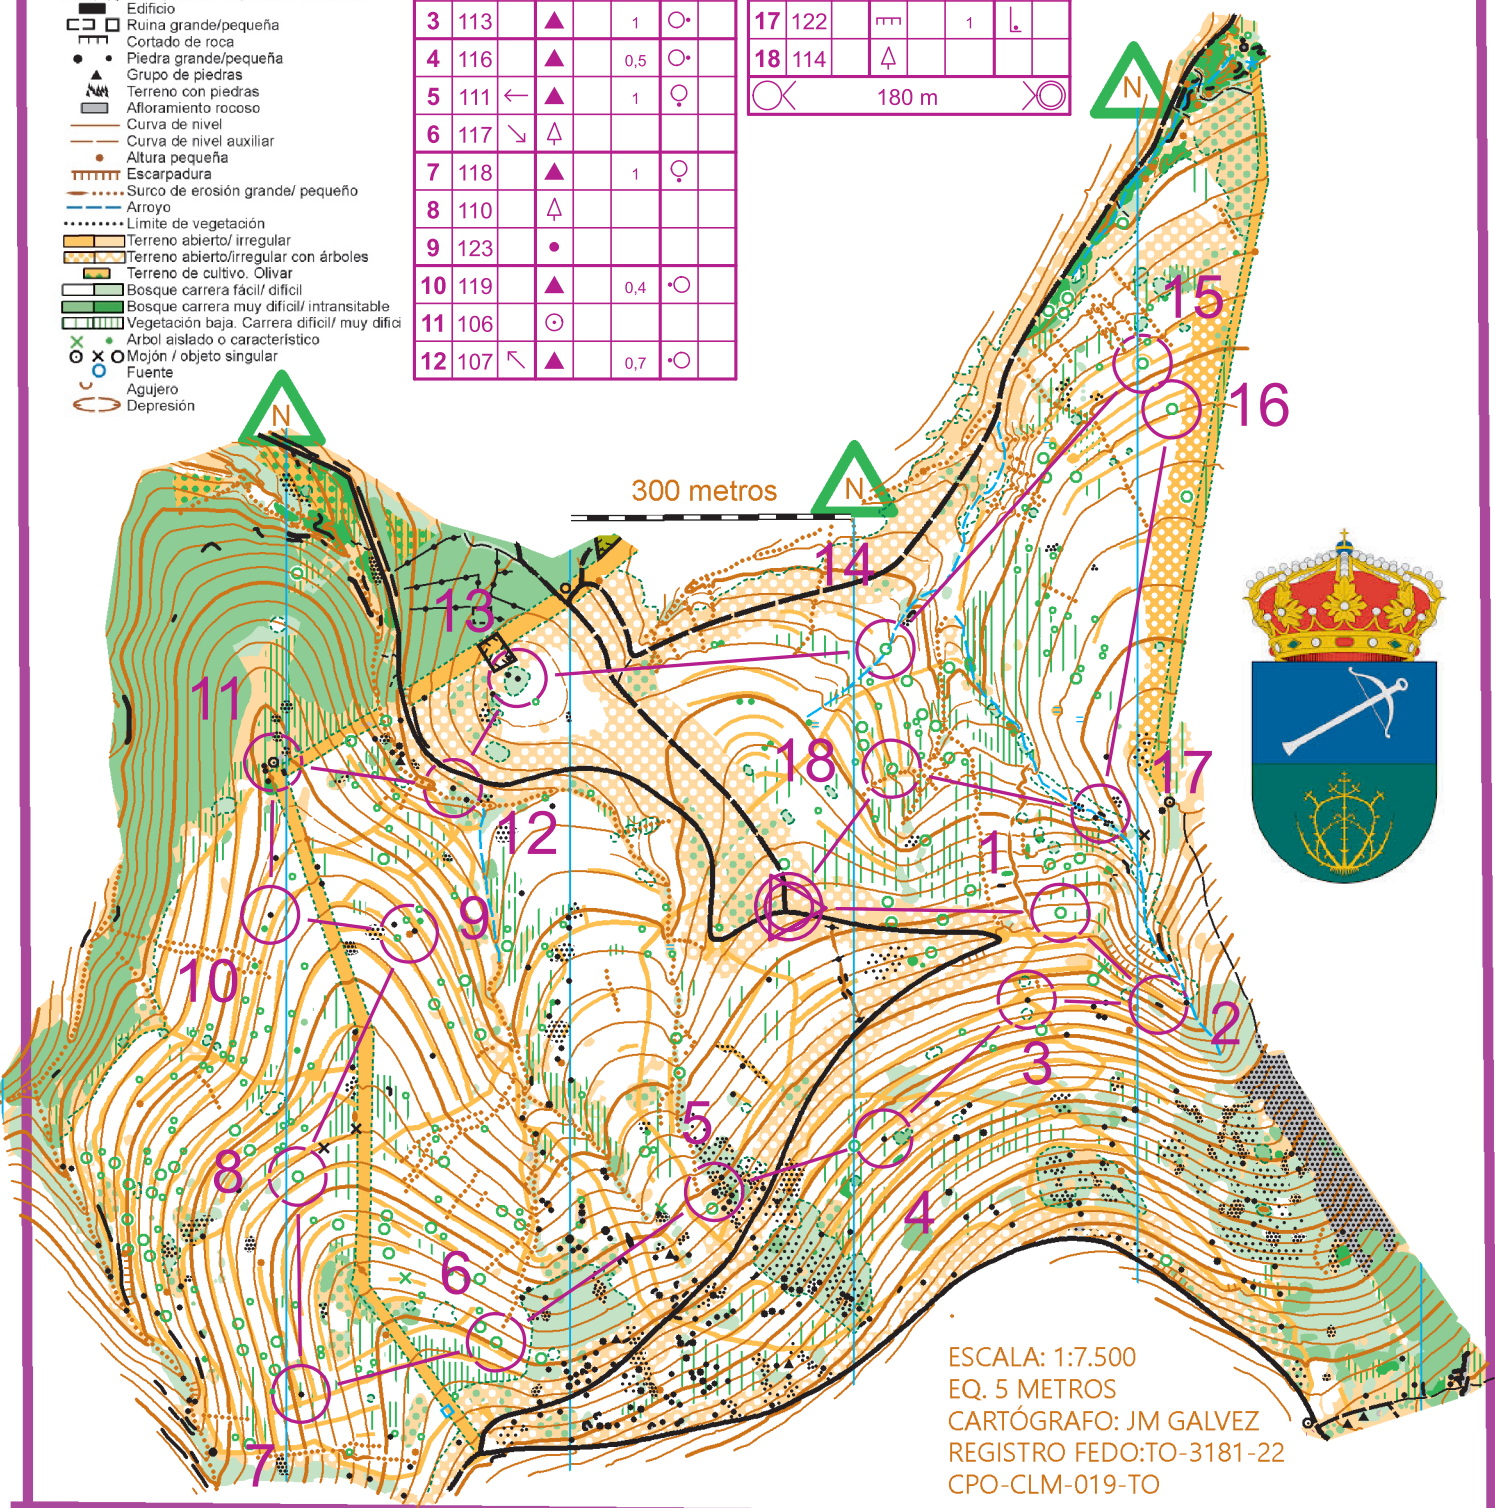 Edificio
Ruina grande/pequeña
Cortado de roca
Piedra grande/pequeña
Grupo de piedras
Terreno con piedras
Afloramiento rocoso
Curva de nivel
Curva de nivel auxiliar
Altura pequeña
Escarpadura
Surco de erosión grande/ pequeño
Arroyo
Límite de vegetación
Terreno abierto/ irregular
Terreno abierto/irregular con árboles
Terreno de cultivo. Olivar
Bosque carrera fácil/ difícil
Bosque carrera muy difícil/ intransitable
Vegetación baja. Carrera difícil/ muy difíci
Arbol aislado o característico
Mojón / objeto singular
Fuente
Agujero
Depresión
3 113 1
4 116 0,5
5 111 1
6 117
7 118 1
8 110
9 123
10 119 0,4
11 106
12 107 0,7
17 122 1
18 114
180 m
N
N
N
300 metros
15
16
14
13
11
18
17
12
1
9
10
2
3
5
8
4
6
7
ESCALA: 1:7.500
EQ. 5 METROS
CARTÓGRAFO: JM GALVEZ
REGISTRO FEDO:TO-3181-22
CPO-CLM-019-TO